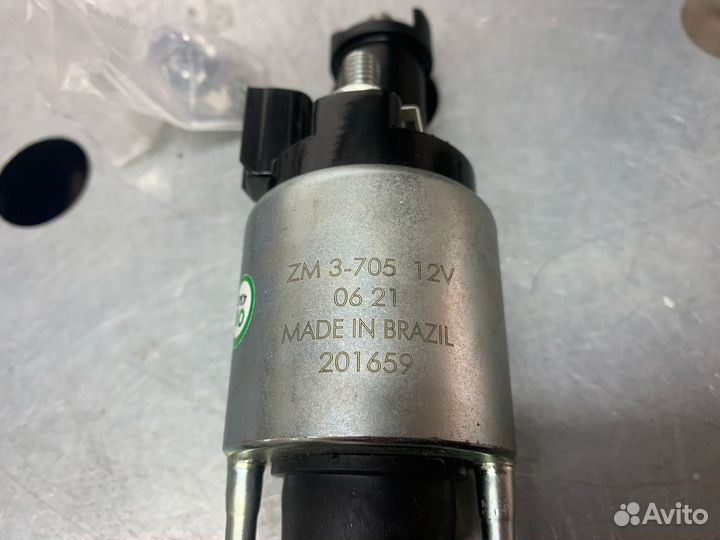 ZM 3-705 12V
06 21
MADE IN BRAZIL
201659
Avito